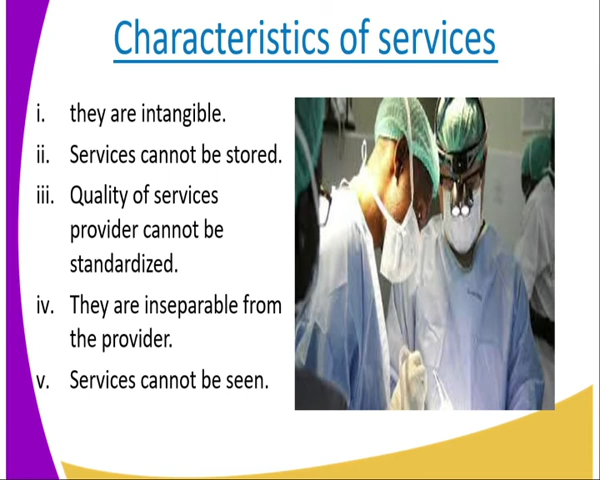 Characteristics of services
i. they are intangible.
ii. Services cannot be stored.
iii. Quality of services
provider cannot be
standardized.
iv. They are inseparable from
the provider.
v. Services cannot be seen.